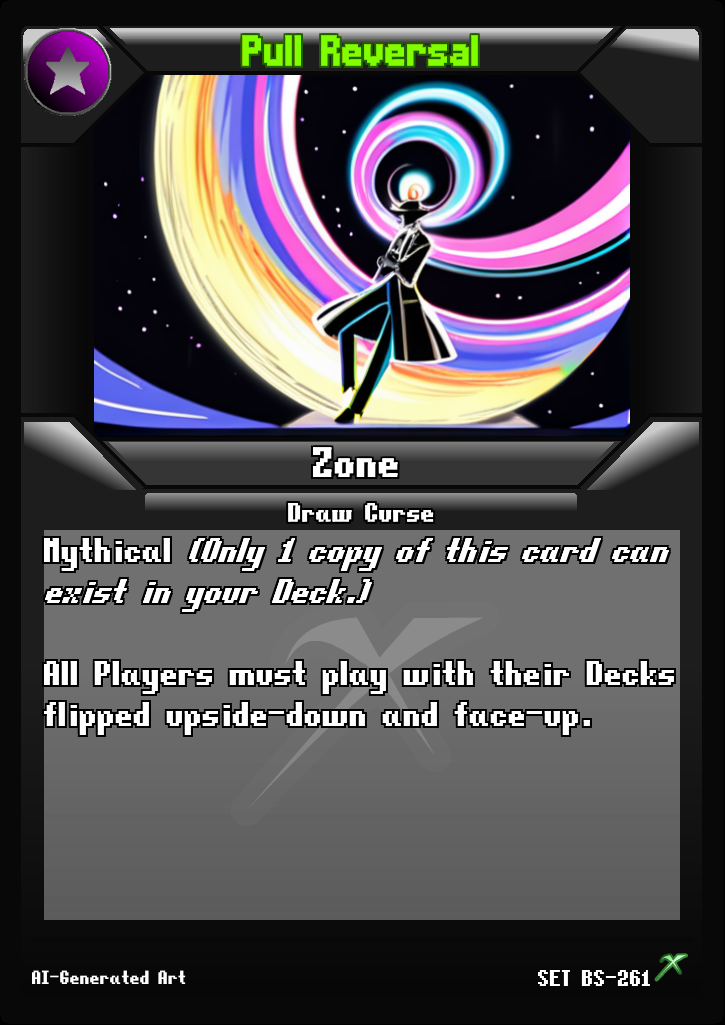 Pull Reversal
Zone
Draw Curse
Mythical (Only 1 copy of this card can
exist in your Deck.)
All Players must play with their Decks
flipped upside-down and face-up.
AI-Generated Art
SET BS-261